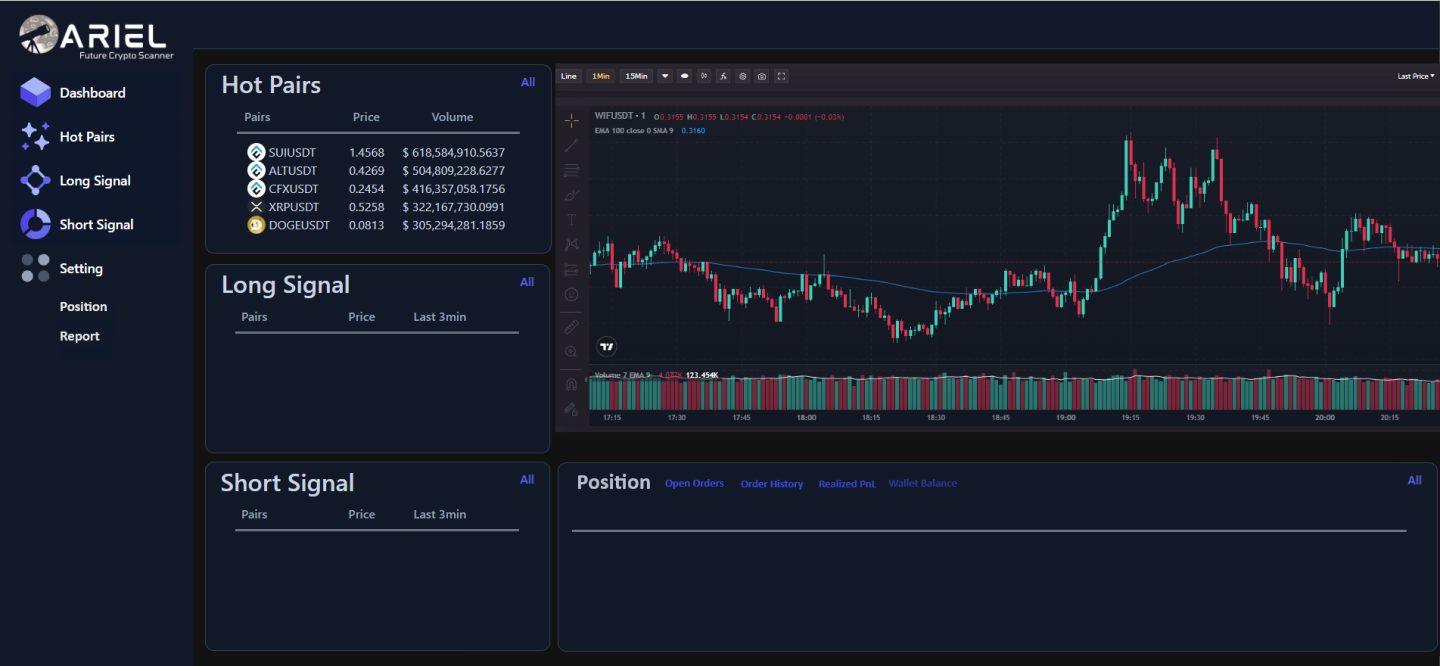 ARIEL
Future Crypto Scanner
Dashboard
Hot Pairs
Long Signal
Short Signal
Setting
Position
Report
Hot Pairs All
Pairs Price Volume
SUIUSDT 1.4568 $ 618,584,910.5637
ALTUSDT 0.4269 $ 504,809,228.6277
CFXUSDT 0.2454 $ 416,357,058.1756
XRPUSDT 0.5258 $ 322,167,730.0991
DOGEUSDT 0.0813 $ 305,294,281.1859
Long Signal All
Pairs Price Last 3min
Short Signal All
Pairs Price Last 3min
Line 1Min 15Min Last Price
WIFUSDT · 1 O0.3155 H0.3155 L0.3154 C0.3154 −0.0001 (−0.03%)
EMA 100 close 0 SMA 9 0.3160
Volume 7 EMA 9 123.454K
17:15 17:30 17:45 18:00 18:15 18:30 18:45 19:00 19:15 19:30 19:45 20:00 20:15
Position Open Orders Order History Realized PnL Wallet Balance All